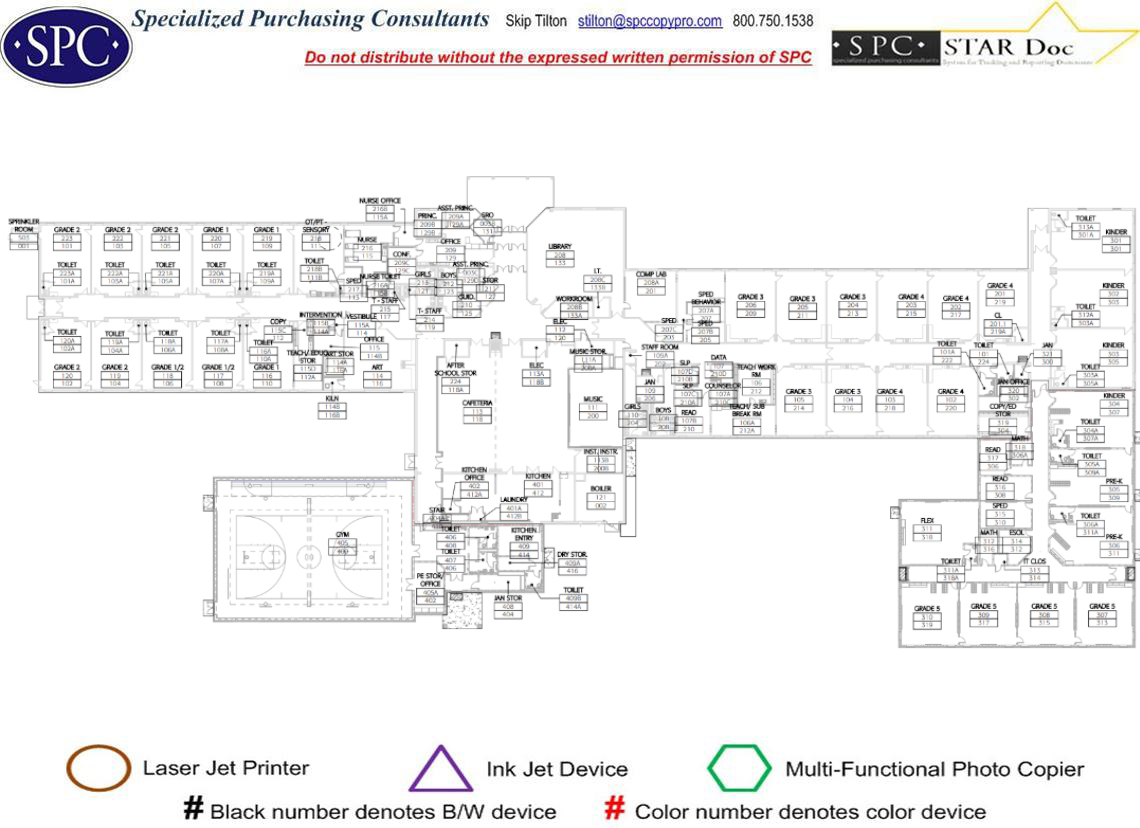 SPC Specialized Purchasing Consultants Skip Tilton stilton@spccopypro.com 800.750.1538
Do not distribute without the expressed written permission of SPC
· SPC · STAR Doc
specialized purchasing consultants System for Tracking and Reporting Documents
NURSE OFFICE
216B
115A
SPRINKLER
ROOM
001
GRADE 2
223
101
GRADE 2
222
103
GRADE 2
221
105
GRADE 1
220
107
GRADE 1
219
109
OT/PT -
SENSORY
NURSE
216
115
CONF.
209C
129C
PRINC.
209B
129B
ASST. PRINC.
209A
SRO
131
OFFICE
209
129
TOILET
223A
101A
TOILET
222A
103A
TOILET
221A
105A
TOILET
220A
107A
TOILET
219A
109A
TOILET
218B
111B
SPED
217
113
NURSE TOILET
216A
T - STAFF
215
117
GIRLS
BOYS
ASST. PRINC.
STOR
127
GUID.
210
125
T- STAFF
214
119
LIBRARY
208
133
I.T.
208C
133B
WORKROOM
208B
133A
ELEC
112
120
TOILET
120A
102A
TOILET
119A
104A
TOILET
118A
106A
TOILET
117A
108A
TOILET
116A
110A
COPY
115C
112
INTERVENTION
VESTIBULE
115A
114
OFFICE
115
114B
GRADE 2
120
102
GRADE 2
119
104
GRADE 1/2
118
106
GRADE 1/2
117
108
GRADE 1
116
110
STOR
115D
112A
ART STOR
ART
114
116
KILN
114B
116B
AFTER
SCHOOL STOR
224
118A
ELEC
113A
118B
CAFETERIA
113
118
MUSIC STOR.
111A
MUSIC
111
200
INST. INSTR.
113B
200B
BOILER
121
002
KITCHEN
OFFICE
402
412A
KITCHEN
401
412
LAUNDRY
401A
412B
STAIR
KITCHEN
ENTRY
409
414
TOILET
406
408
TOILET
407
406
DRY STOR.
409A
416
TOILET
409B
414A
JAN STOR
408
404
PE STOR/
OFFICE
405A
402
GYM
405
400
COMP LAB
208A
201
SPED
207C
203
SPED
BEHAVIOR
207A
207
SPED
207B
205
GRADE 3
206
209
GRADE 3
205
211
GRADE 3
204
213
GRADE 4
203
215
GRADE 4
202
217
GRADE 4
201
219
CL
201.1
219A
STAFF ROOM
109A
202
JAN
109
206
SLP
107D
210B
SLP
107C
210A
DATA
107
210D
COUNSELOR
107A
TEACH WORK
RM
106
212
TEACH/ SUB
BREAK RM
106A
212A
GIRLS
110
204
BOYS
108
208
READ
107B
210
GRADE 3
105
214
GRADE 3
104
216
GRADE 4
103
218
GRADE 4
102
220
TOILET
101A
222
TOILET
101
224
JAN
321
300
JAN OFFICE
320
302
COPY/ED
STOR
319
304
READ
317
306
MATH
318
306A
READ
316
308
SPED
315
310
MATH
313
316
ESOL
314
312
FLEX
311
318
TOILET
311A
318A
IT CLOS
313
314
GRADE 5
310
319
GRADE 5
309
317
GRADE 5
308
315
GRADE 5
307
313
TOILET
313A
301A
KINDER
301
301
KINDER
302
303
TOILET
312A
303A
KINDER
303
305
TOILET
303A
305A
KINDER
304
307
TOILET
304A
307A
TOILET
305A
309A
PRE-K
305
309
TOILET
306A
311A
PRE-K
306
311
Laser Jet Printer Ink Jet Device Multi-Functional Photo Copier
# Black number denotes B/W device # Color number denotes color device